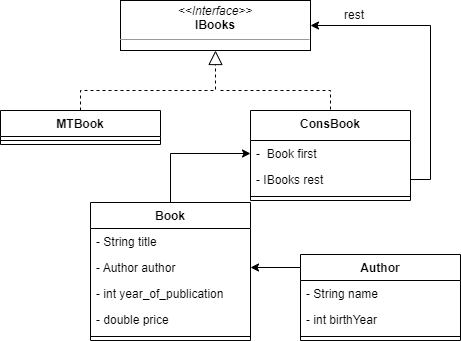 <<Interface>>
IBooks
rest
MTBook
ConsBook
- Book first
- IBooks rest
Book
- String title
- Author author
- int year_of_publication
- double price
Author
- String name
- int birthYear